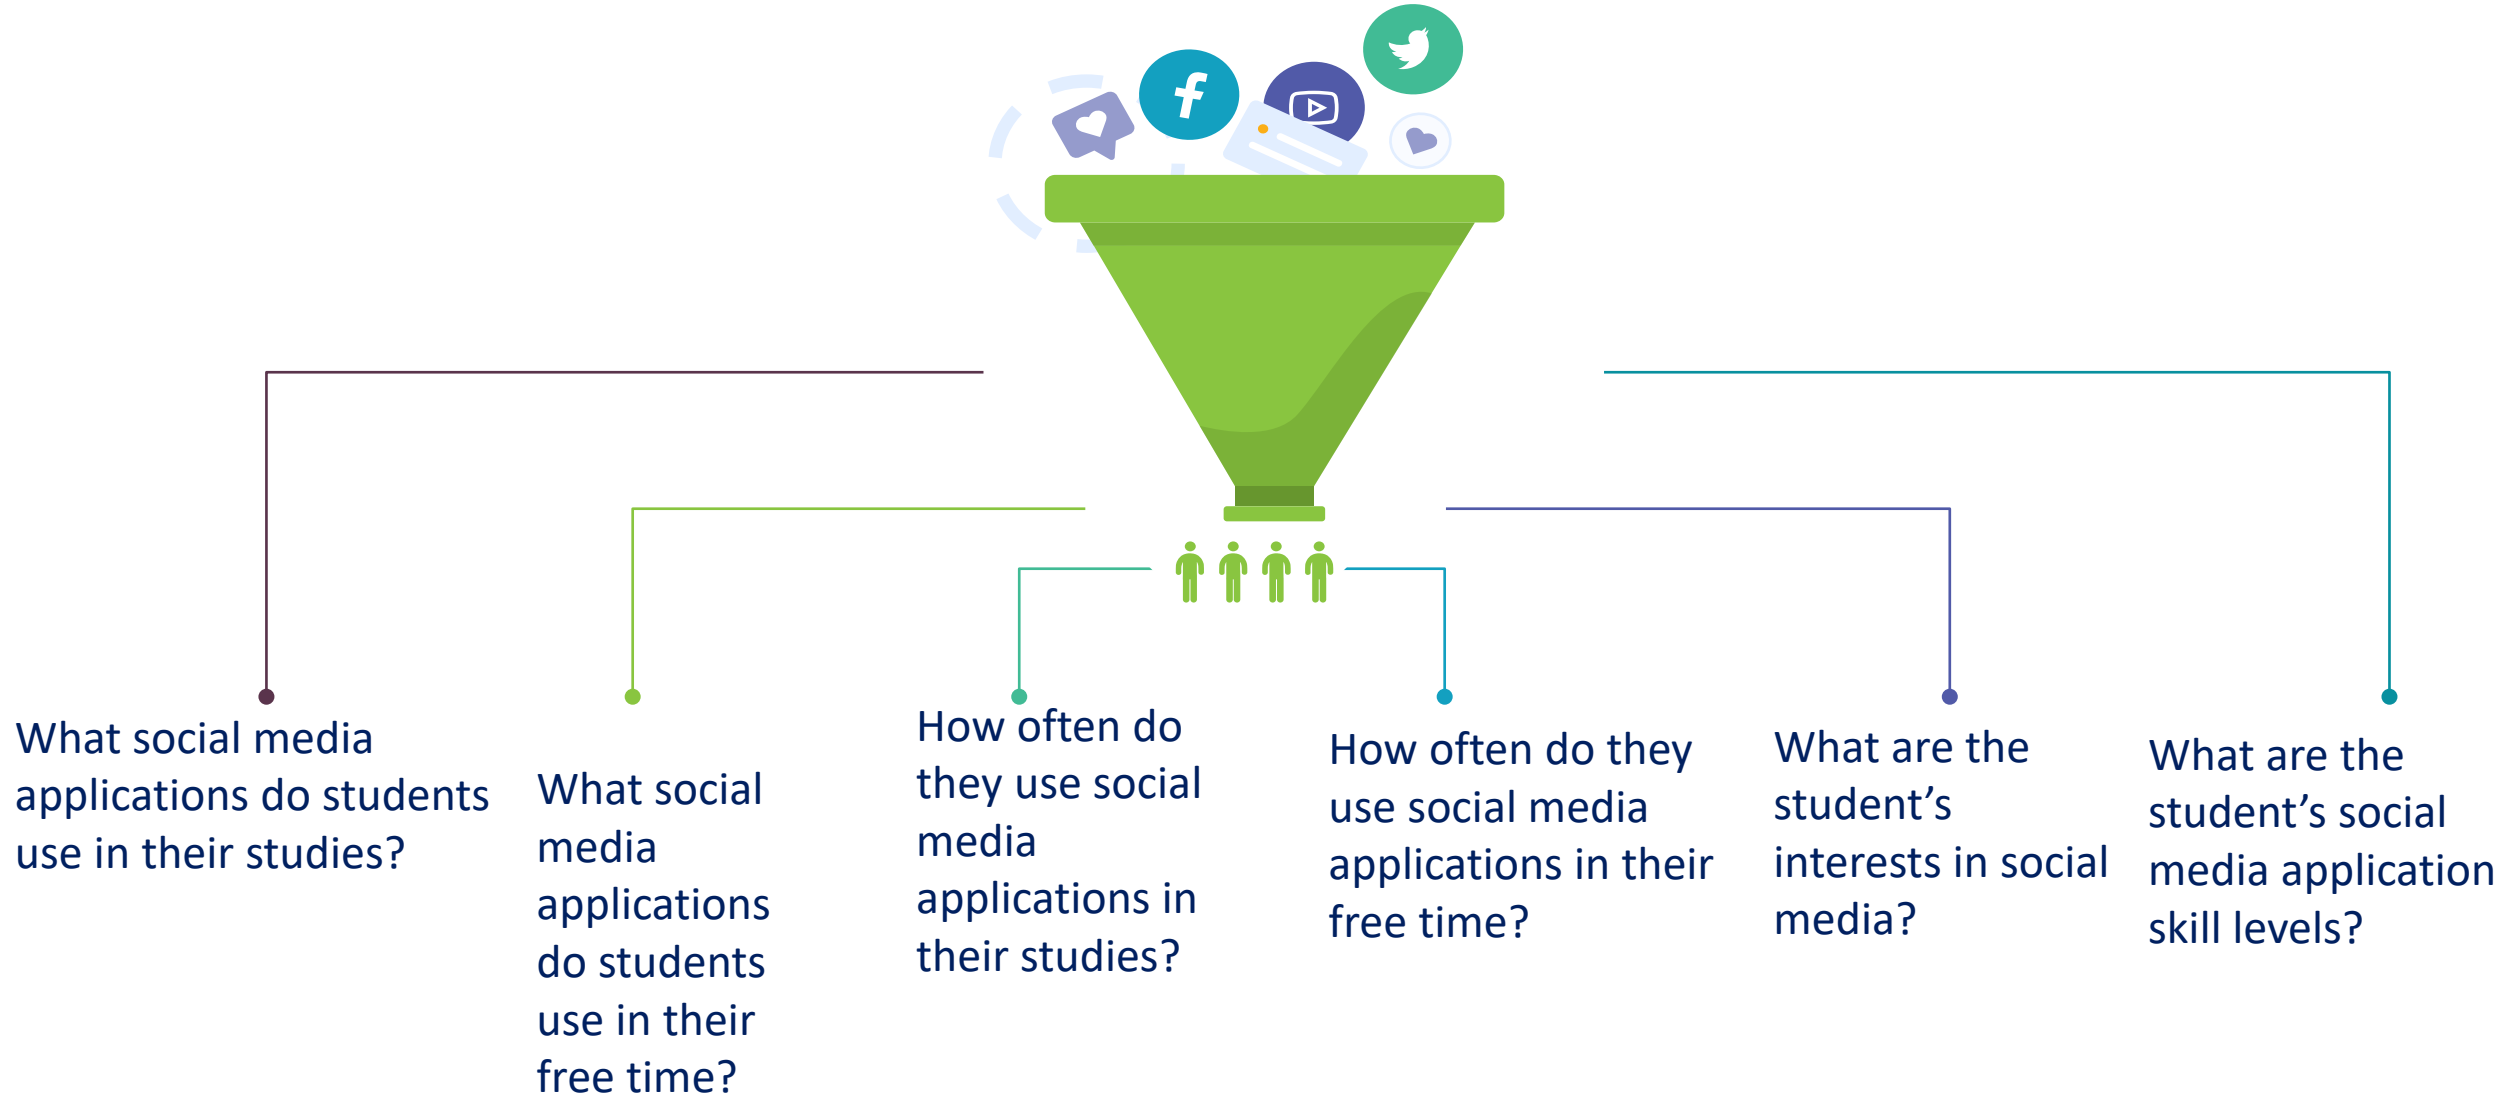 What social media
applications do students
use in their studies?
What social
media
applications
do students
use in their
free time?
How often do
they use social
media
applications in
their studies?
How often do they
use social media
applications in their
free time?
What are the
student’s
interests in social
media?
What are the
student’s social
media application
skill levels?